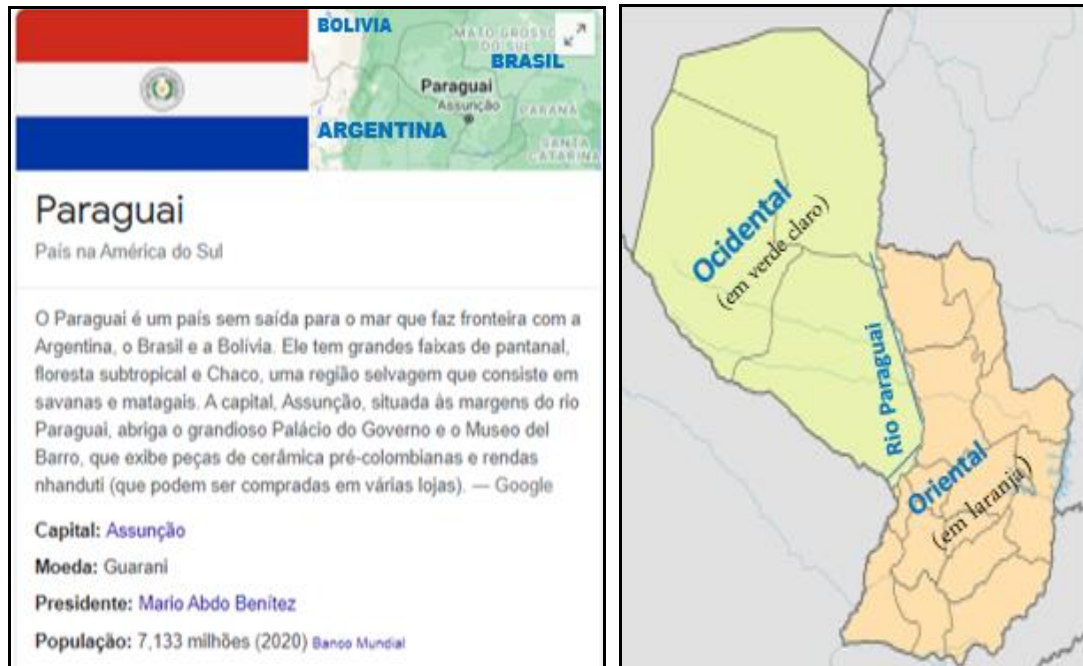 BOLIVIA
MATO GROSSO
DO SUL
BRASIL
Paraguai
Assunção
PARANÁ
ARGENTINA
SANTA
CATARINA
Paraguai
País na América do Sul
O Paraguai é um país sem saída para o mar que faz fronteira com a
Argentina, o Brasil e a Bolívia. Ele tem grandes faixas de pantanal,
floresta subtropical e Chaco, uma região selvagem que consiste em
savanas e matagais. A capital, Assunção, situada às margens do rio
Paraguai, abriga o grandioso Palácio do Governo e o Museo del
Barro, que exibe peças de cerâmica pré-colombianas e rendas
nhanduti (que podem ser compradas em várias lojas). — Google
Capital: Assunção
Moeda: Guarani
Presidente: Mario Abdo Benítez
População: 7,133 milhões (2020) Banco Mundial
Ocidental
(em verde claro)
Rio Paraguai
Oriental
(em laranja)